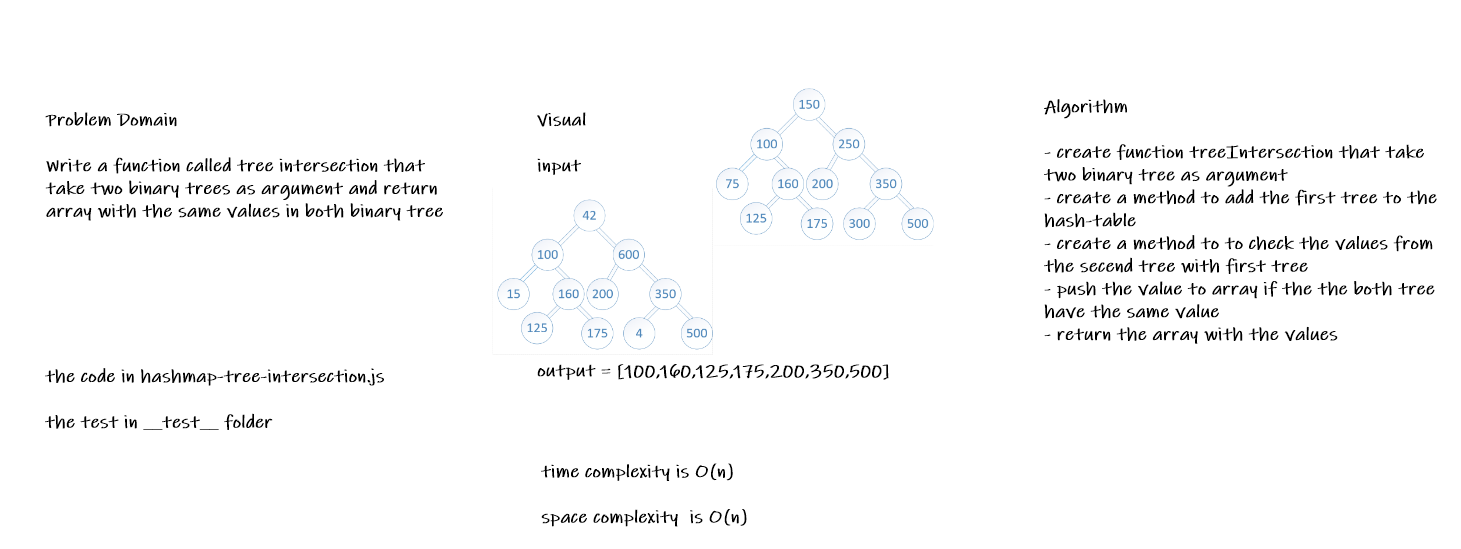 Problem Domain
Write a function called tree intersection that
take two binary trees as argument and return
array with the same values in both binary tree
the code in hashmap-tree-intersection.js
the test in __test__ folder
Visual
input
42
100 600
15 160 200 350
125 175 4 500
150
100 250
75 160 200 350
125 175 300 500
output = [100,160,125,175,200,350,500]
time complexity is O(n)
space complexity is O(n)
Algorithm
- create function treeIntersection that take
two binary tree as argument
- create a method to add the first tree to the
hash-table
- create a method to to check the values from
the secend tree with first tree
- push the value to array if the the both tree
have the same value
- return the array with the values